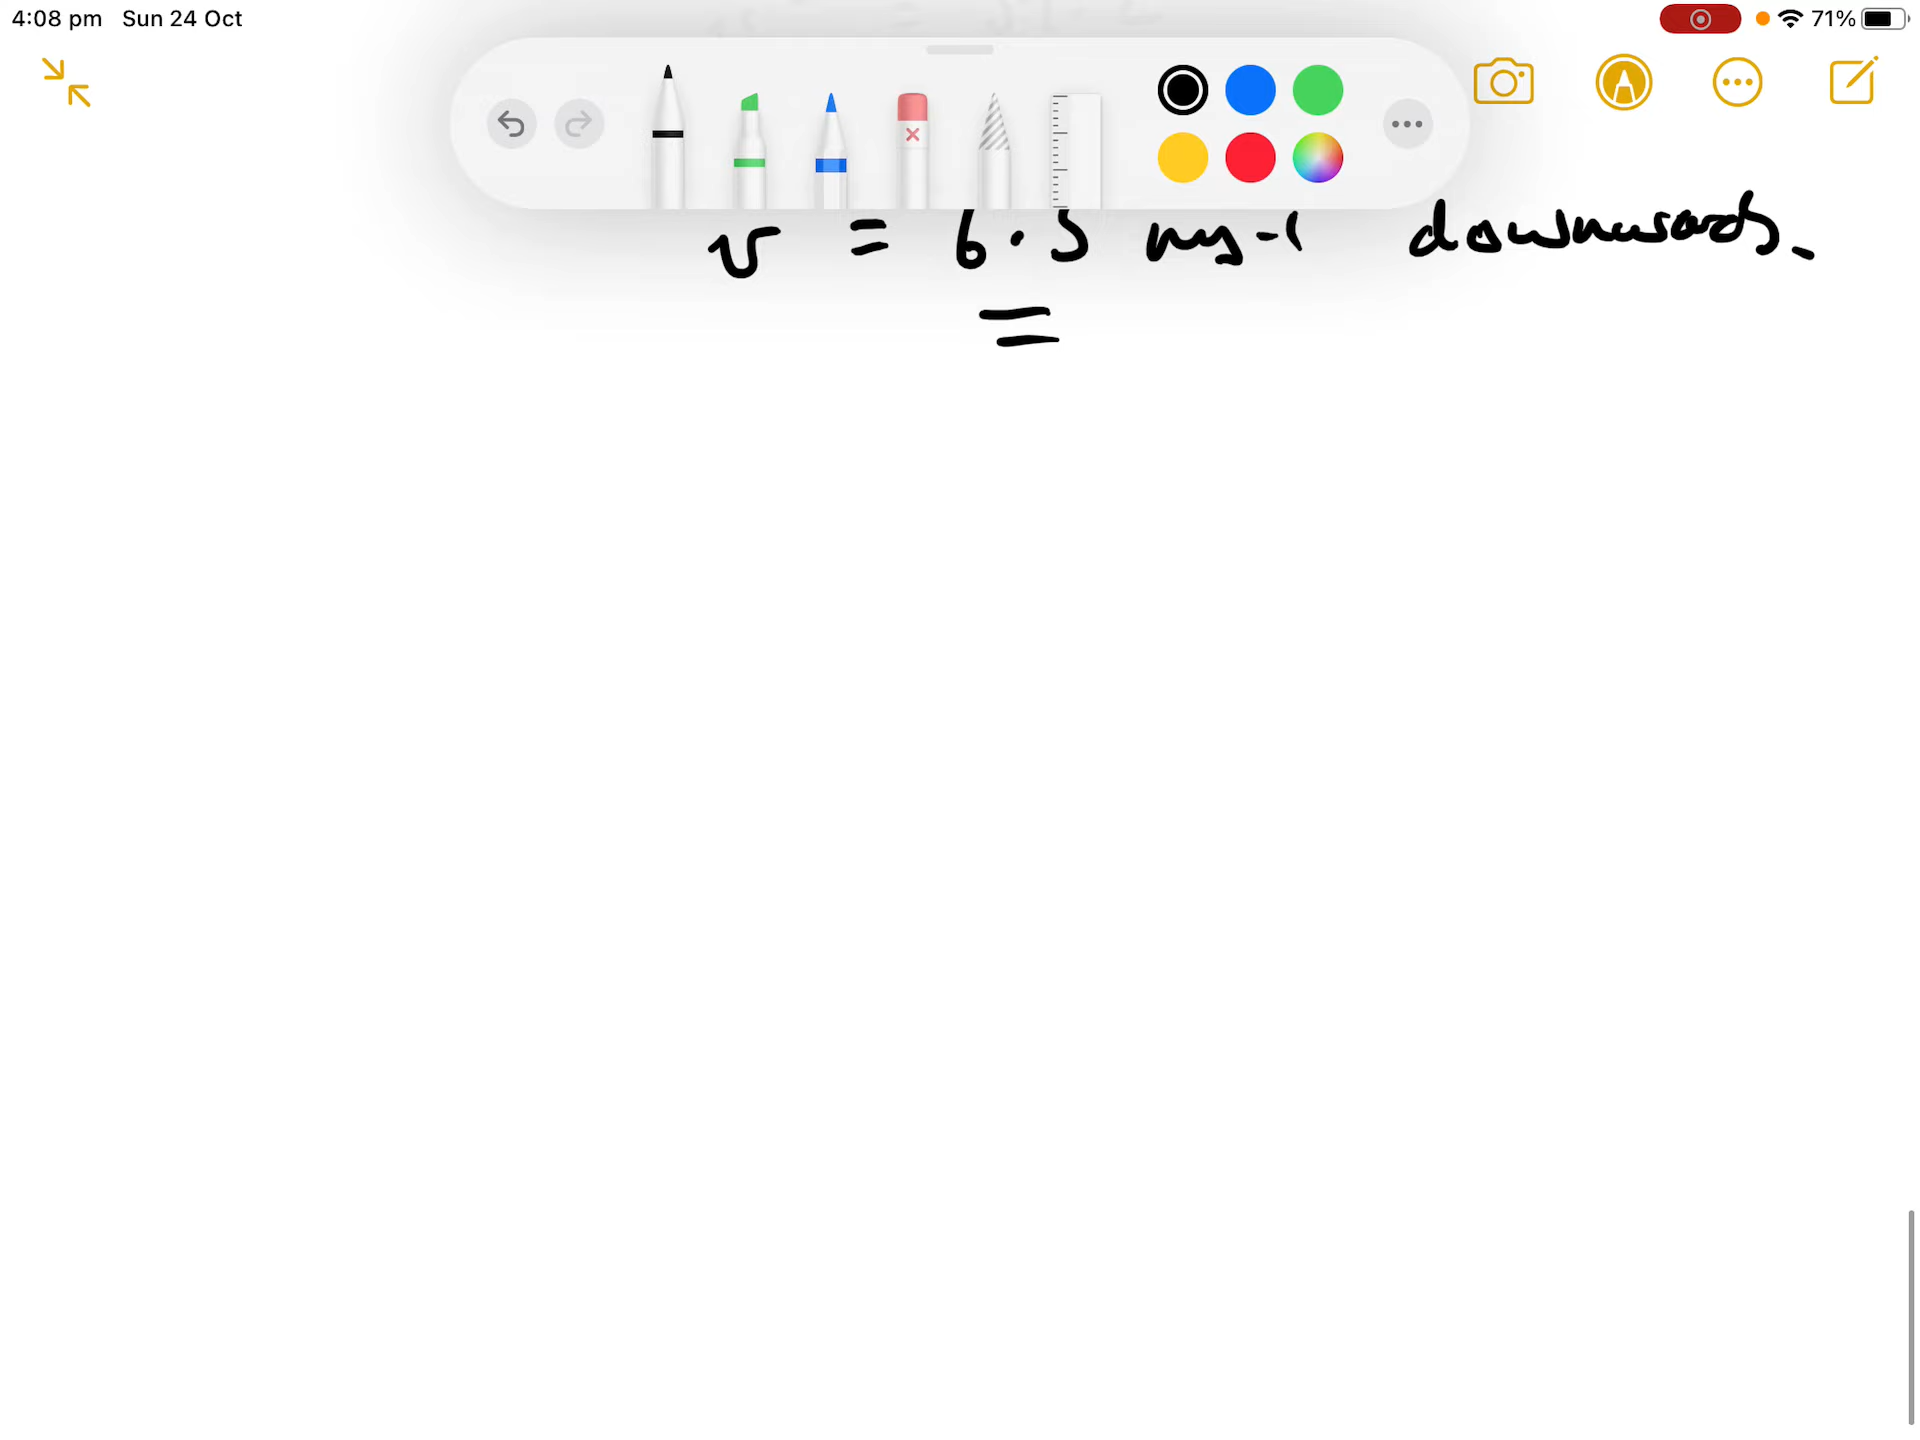 4:08 pm Sun 24 Oct
71%
v = 6.5 ms-1 downwards.
=